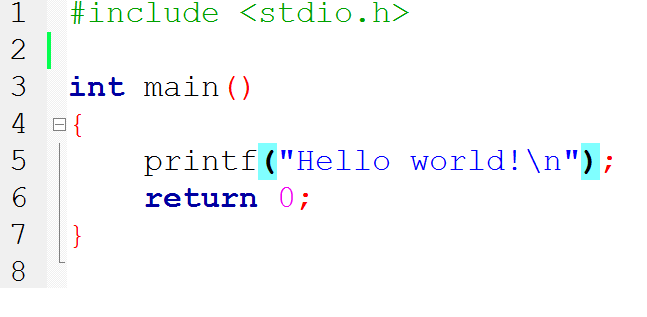 1 #include <stdio.h>
2
3 int main()
4 {
5     printf("Hello world!\n");
6     return 0;
7 }
8